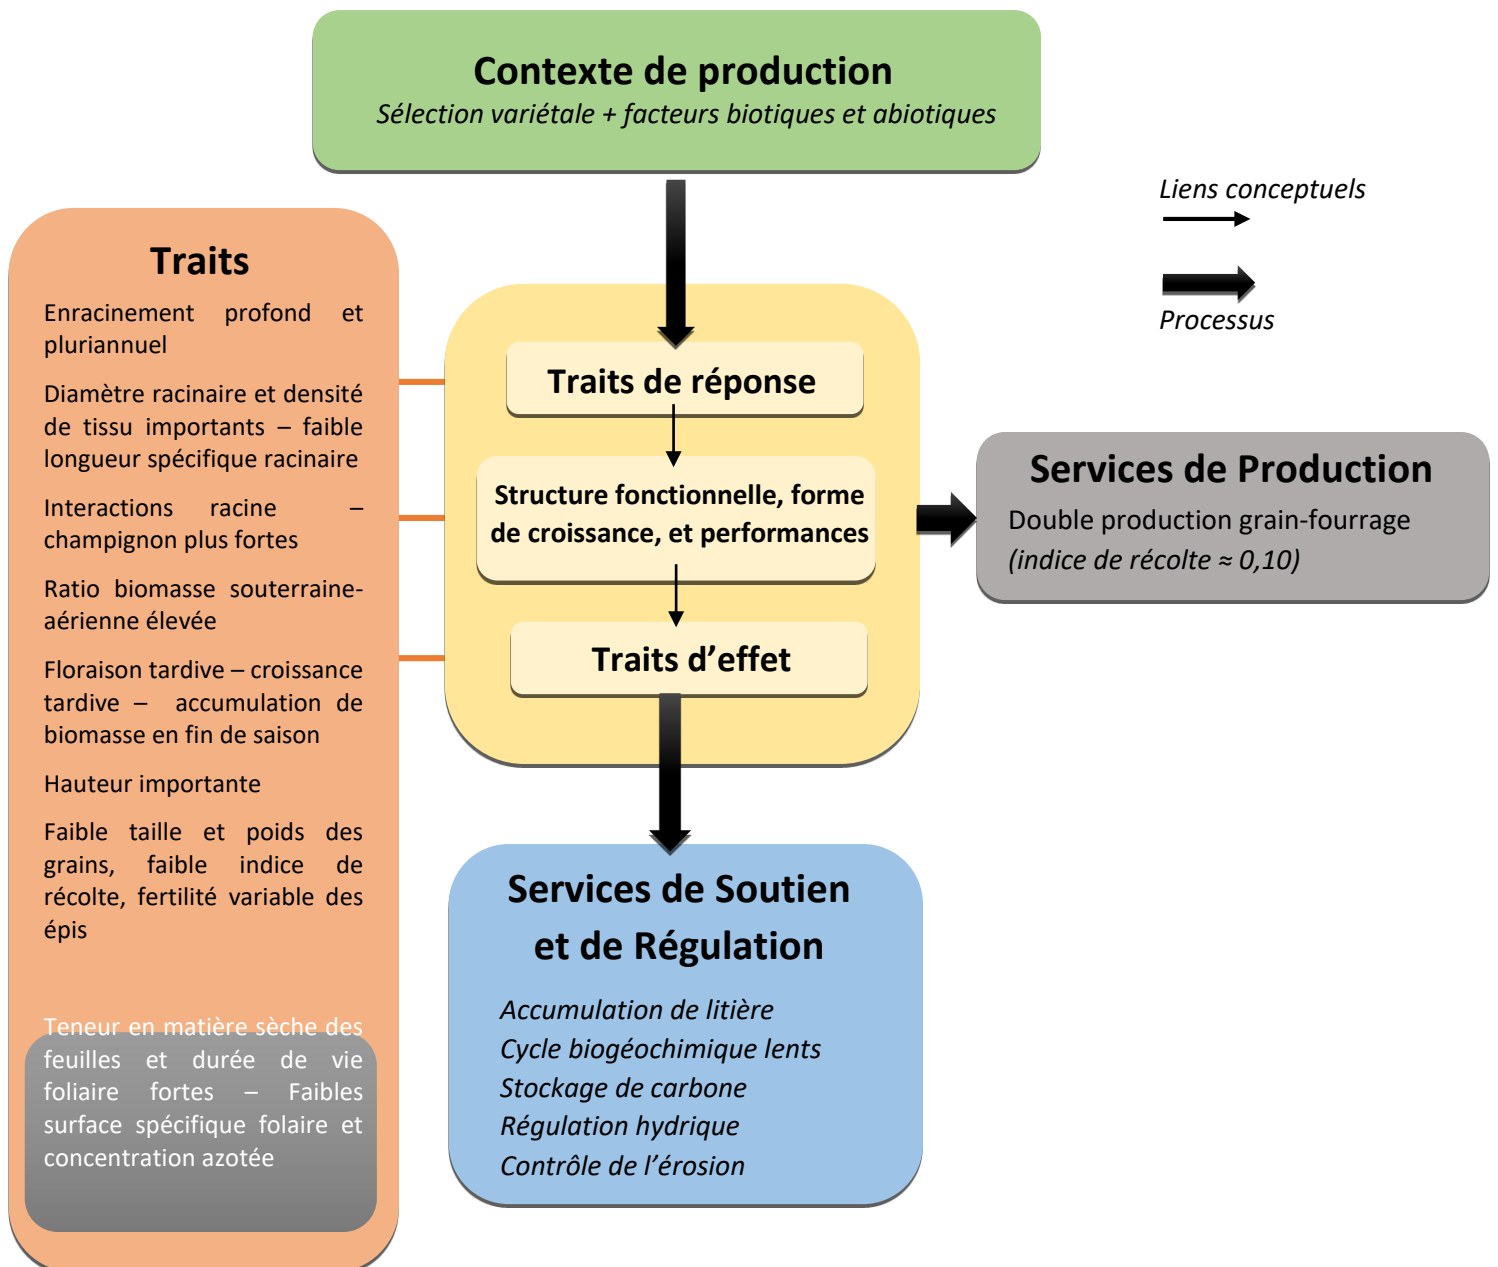 Contexte de production
Sélection variétale + facteurs biotiques et abiotiques
Liens conceptuels
Processus
Traits
Enracinement profond et
pluriannuel
Diamètre racinaire et densité
de tissu importants – faible
longueur spécifique racinaire
Interactions racine –
champignon plus fortes
Ratio biomasse souterraine-
aérienne élevée
Floraison tardive – croissance
tardive – accumulation de
biomasse en fin de saison
Hauteur importante
Faible taille et poids des
grains, faible indice de
récolte, fertilité variable des
épis
Teneur en matière sèche des
feuilles et durée de vie
foliaire fortes – Faibles
surface spécifique folaire et
concentration azotée
Traits de réponse
Structure fonctionnelle, forme
de croissance, et performances
Traits d’effet
Services de Production
Double production grain-fourrage
(indice de récolte ≈ 0,10)
Services de Soutien
et de Régulation
Accumulation de litière
Cycle biogéochimique lents
Stockage de carbone
Régulation hydrique
Contrôle de l’érosion